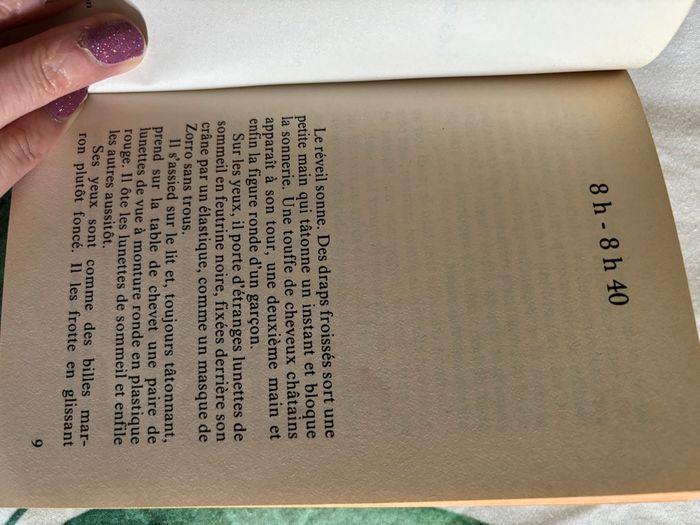 8 h - 8 h 40
Le réveil sonne. Des draps froissés sort une
petite main qui tâtonne un instant et bloque
la sonnerie. Une touffe de cheveux châtains
apparaît à son tour, une deuxième main et
enfin la figure ronde d'un garçon.
Sur les yeux, il porte d'étranges lunettes de
sommeil en feutrine noire, fixées derrière son
crâne par un élastique, comme un masque de
Zorro sans trous.
Il s'assied sur le lit et, toujours tâtonnant,
prend sur la table de chevet une paire de
lunettes de vue à monture ronde en plastique
rouge. Il ôte les lunettes de sommeil et enfile
les autres aussitôt.
Ses yeux sont comme des billes mar-
ron plutôt foncé. Il les frotte en glissant
9